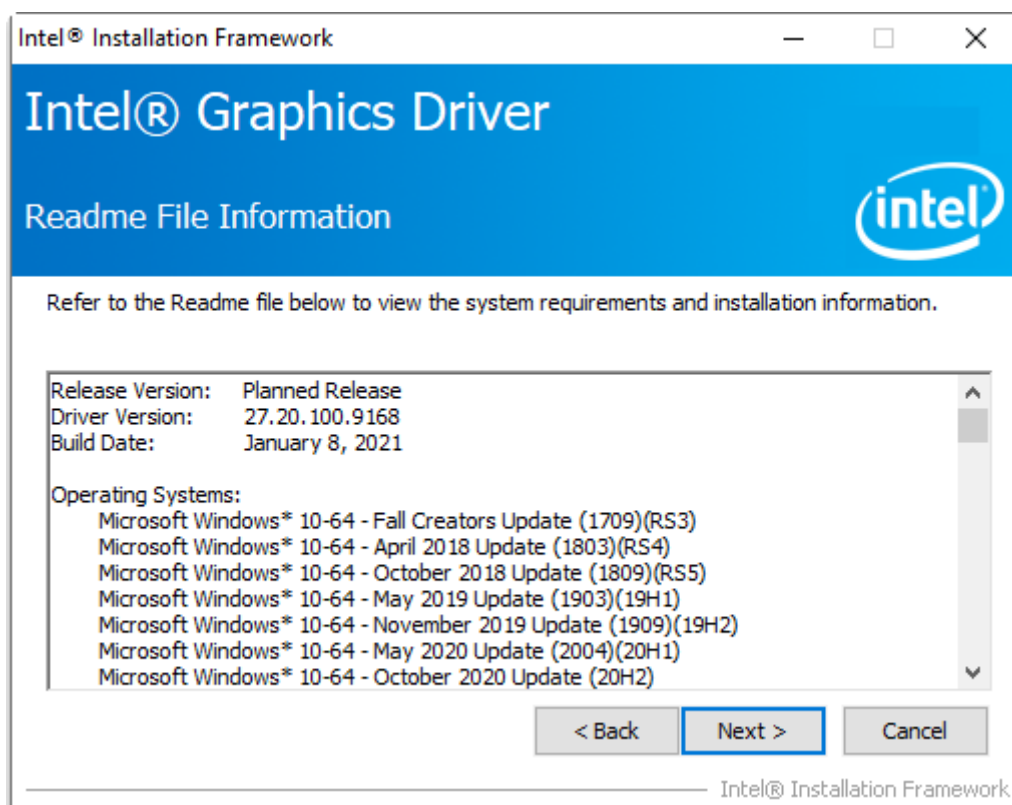 Intel® Installation Framework
Intel® Graphics Driver
Readme File Information
intel
Refer to the Readme file below to view the system requirements and installation information.
Release Version: Planned Release
Driver Version: 27.20.100.9168
Build Date: January 8, 2021
Operating Systems:
Microsoft Windows* 10-64 - Fall Creators Update (1709)(RS3)
Microsoft Windows* 10-64 - April 2018 Update (1803)(RS4)
Microsoft Windows* 10-64 - October 2018 Update (1809)(RS5)
Microsoft Windows* 10-64 - May 2019 Update (1903)(19H1)
Microsoft Windows* 10-64 - November 2019 Update (1909)(19H2)
Microsoft Windows* 10-64 - May 2020 Update (2004)(20H1)
Microsoft Windows* 10-64 - October 2020 Update (20H2)
< Back Next > Cancel
Intel® Installation Framework